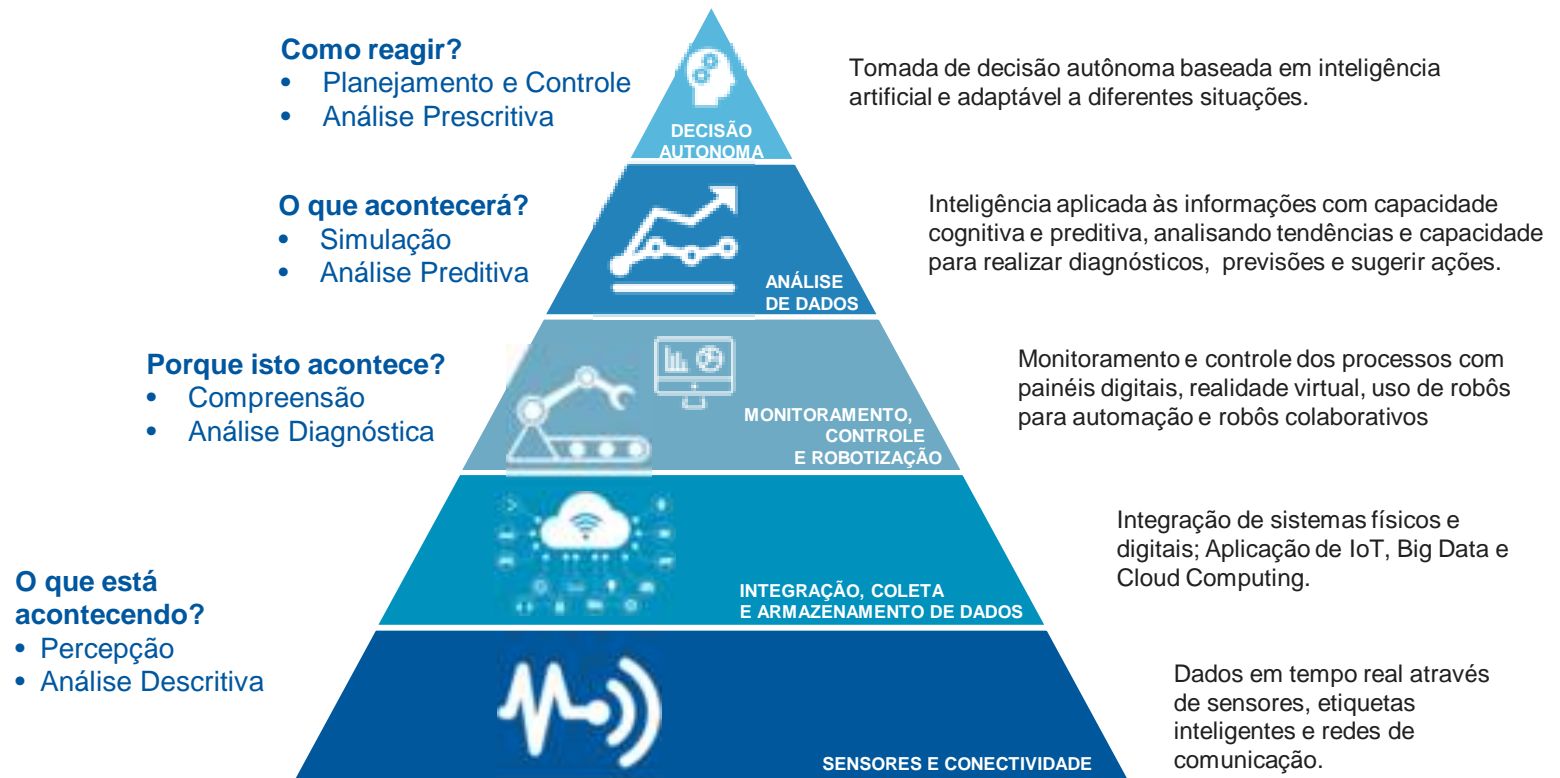 Como reagir?
• Planejamento e Controle
• Análise Prescritiva
DECISÃO
AUTONOMA
Tomada de decisão autônoma baseada em inteligência
artificial e adaptável a diferentes situações.
O que acontecerá?
• Simulação
• Análise Preditiva
ANÁLISE
DE DADOS
Inteligência aplicada às informações com capacidade
cognitiva e preditiva, analisando tendências e capacidade
para realizar diagnósticos, previsões e sugerir ações.
Porque isto acontece?
• Compreensão
• Análise Diagnóstica
MONITORAMENTO,
CONTROLE
E ROBOTIZAÇÃO
Monitoramento e controle dos processos com
painéis digitais, realidade virtual, uso de robôs
para automação e robôs colaborativos
INTEGRAÇÃO, COLETA
E ARMAZENAMENTO DE DADOS
Integração de sistemas físicos e
digitais; Aplicação de IoT, Big Data e
Cloud Computing.
O que está
acontecendo?
• Percepção
• Análise Descritiva
SENSORES E CONECTIVIDADE
Dados em tempo real através
de sensores, etiquetas
inteligentes e redes de
comunicação.